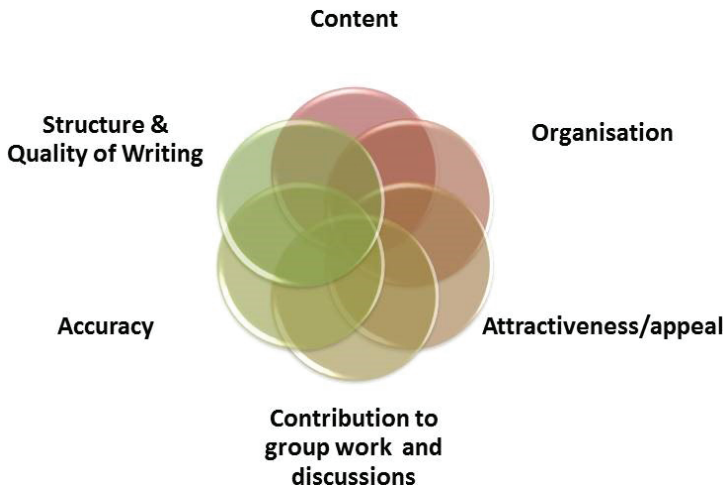 Content
Organisation
Attractiveness/appeal
Contribution to
group work and
discussions
Accuracy
Structure &
Quality of Writing